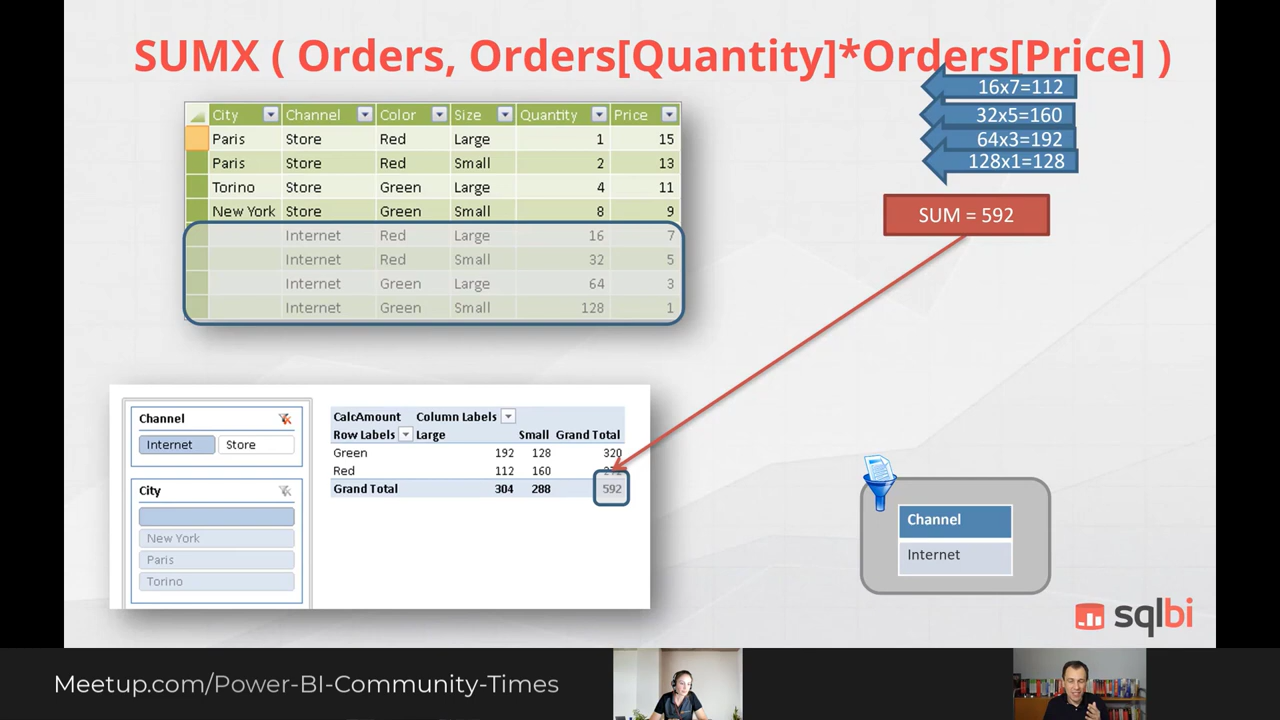 SUMX ( Orders, Orders[Quantity]*Orders[Price] )
16x7=112
32x5=160
64x3=192
128x1=128
SUM = 592
City Channel Color Size Quantity Price
Paris Store Red Large 1 15
Paris Store Red Small 2 13
Torino Store Green Large 4 11
New York Store Green Small 8 9
Internet Red Large 16 7
Internet Red Small 32 5
Internet Green Large 64 3
Internet Green Small 128 1
Channel
Internet Store
City
New York
Paris
Torino
CalcAmount Column Labels
Row Labels Large Small Grand Total
Green 192 128 320
Red 112 160 272
Grand Total 304 288 592
Channel
Internet
sqlbi
Meetup.com/Power-BI-Community-Times